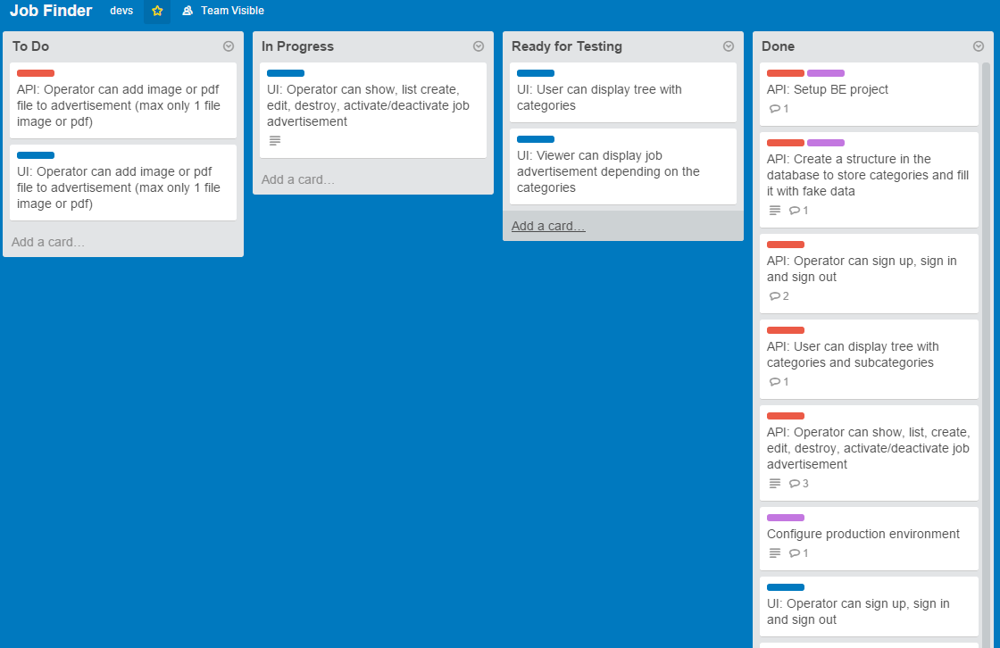 Job Finder devs Team Visible
To Do
API: Operator can add image or pdf
file to advertisement (max only 1 file
image or pdf)
UI: Operator can add image or pdf
file to advertisement (max only 1 file
image or pdf)
Add a card…
In Progress
UI: Operator can show, list create,
edit, destroy, activate/deactivate job
advertisement
Add a card…
Ready for Testing
UI: User can display tree with
categories
UI: Viewer can display job
advertisement depending on the
categories
Add a card…
Done
API: Setup BE project
1
API: Create a structure in the
database to store categories and fill
it with fake data
1
API: Operator can sign up, sign in
and sign out
2
API: User can display tree with
categories and subcategories
1
API: Operator can show, list, create,
edit, destroy, activate/deactivate job
advertisement
3
Configure production environment
1
UI: Operator can sign up, sign in
and sign out